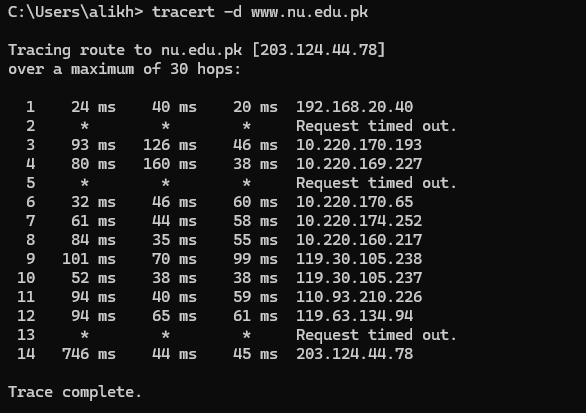 C:\Users\alikh> tracert -d www.nu.edu.pk
Tracing route to nu.edu.pk [203.124.44.78]
over a maximum of 30 hops:
1 24 ms 40 ms 20 ms 192.168.20.40
2 * * * Request timed out.
3 93 ms 126 ms 46 ms 10.220.170.193
4 80 ms 160 ms 38 ms 10.220.169.227
5 * * * Request timed out.
6 32 ms 46 ms 60 ms 10.220.170.65
7 61 ms 44 ms 58 ms 10.220.174.252
8 84 ms 35 ms 55 ms 10.220.160.217
9 101 ms 70 ms 99 ms 119.30.105.238
10 52 ms 38 ms 38 ms 119.30.105.237
11 94 ms 40 ms 59 ms 110.93.210.226
12 94 ms 65 ms 61 ms 119.63.134.94
13 * * * Request timed out.
14 746 ms 44 ms 45 ms 203.124.44.78
Trace complete.